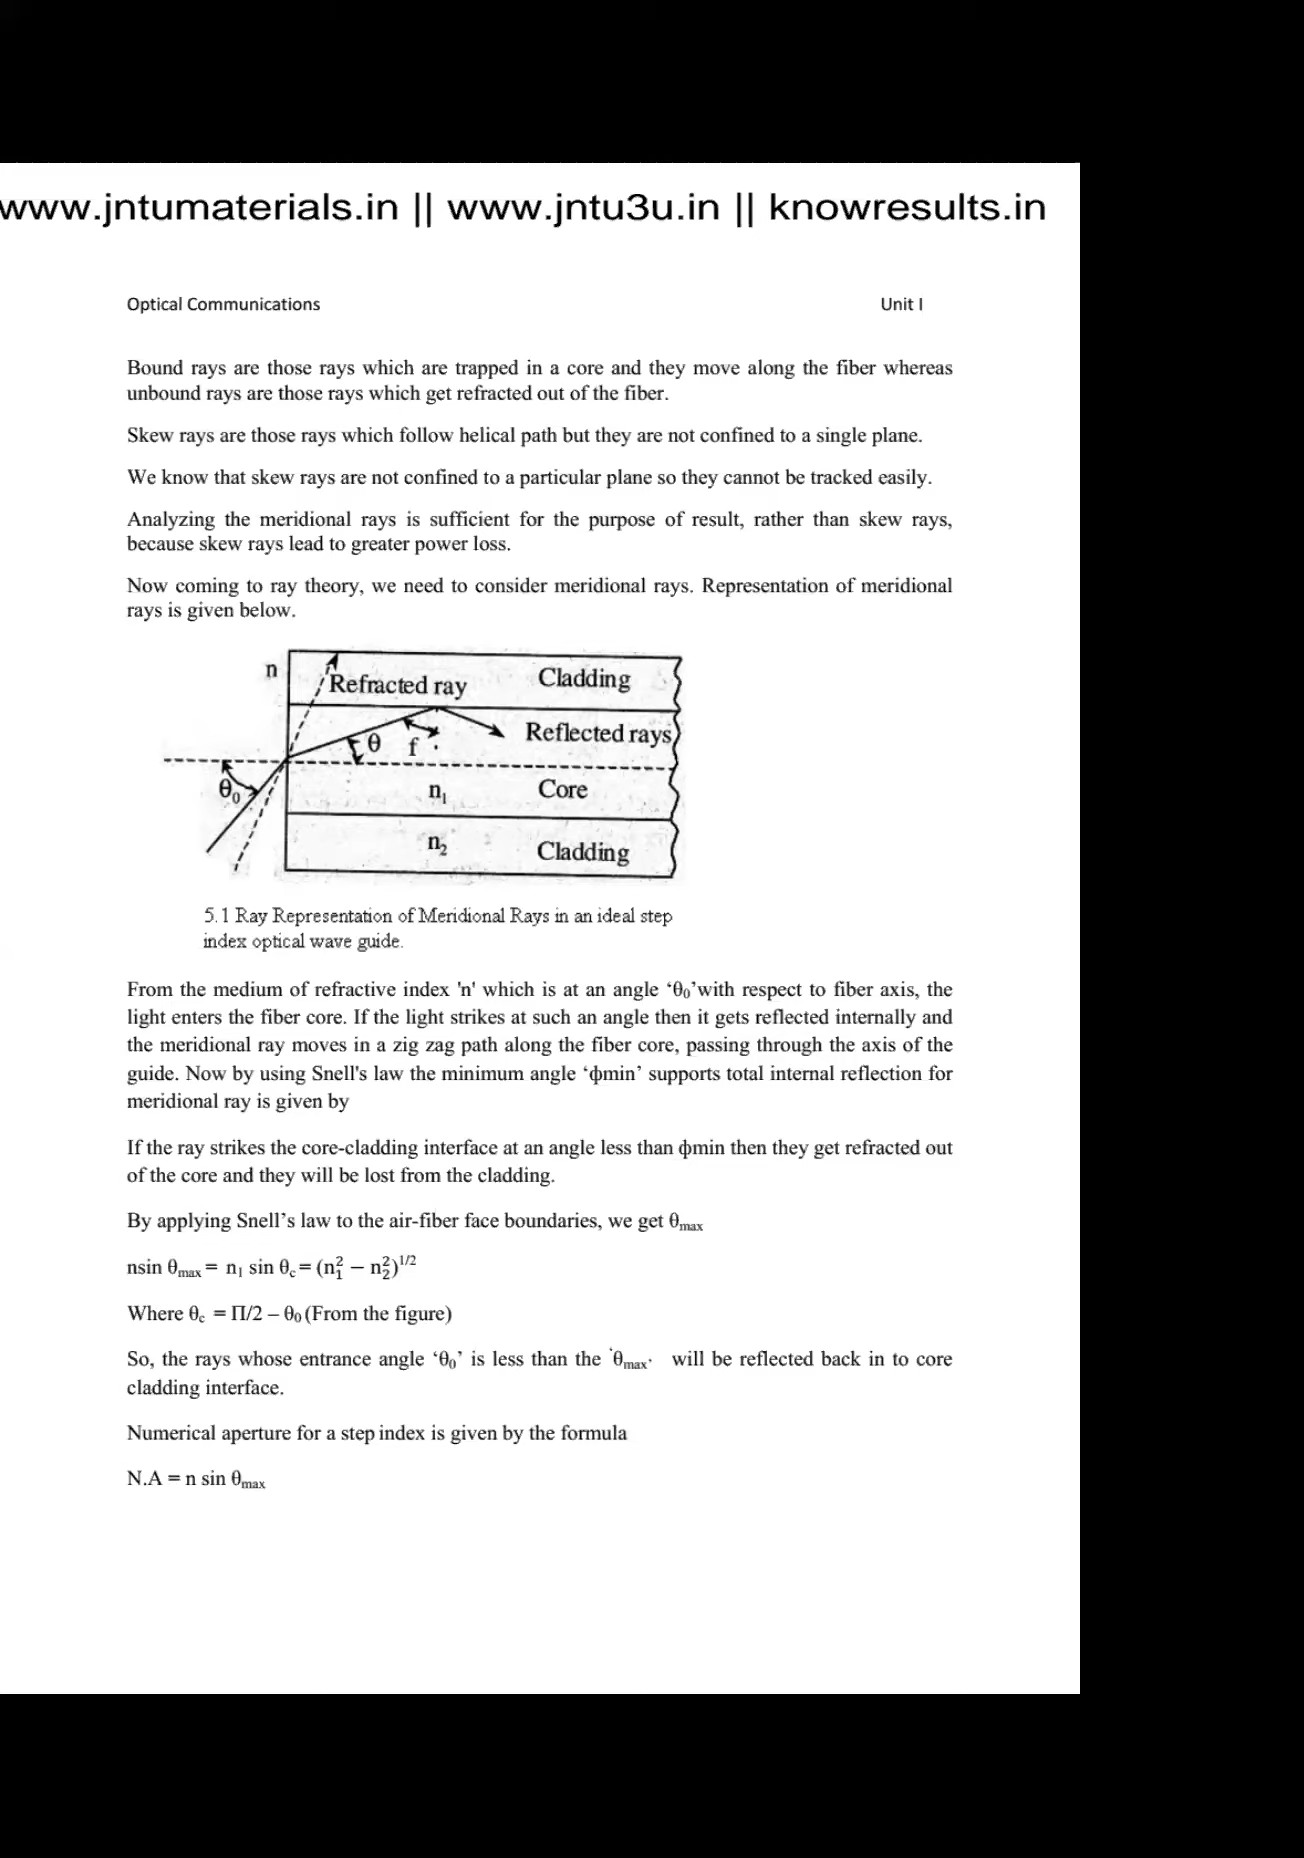 www.jntumaterials.in || www.jntu3u.in || knowresults.in
Optical Communications Unit I
Bound rays are those rays which are trapped in a core and they move along the fiber whereas
unbound rays are those rays which get refracted out of the fiber.
Skew rays are those rays which follow helical path but they are not confined to a single plane.
We know that skew rays are not confined to a particular plane so they cannot be tracked easily.
Analyzing the meridional rays is sufficient for the purpose of result, rather than skew rays,
because skew rays lead to greater power loss.
Now coming to ray theory, we need to consider meridional rays. Representation of meridional
rays is given below.
n
Cladding
Refracted ray
Reflected rays
θ f
θ₀
n₁ Core
n₂ Cladding
5.1 Ray Representation of Meridional Rays in an ideal step
index optical wave guide.
From the medium of refractive index 'n' which is at an angle ‘θ₀’with respect to fiber axis, the
light enters the fiber core. If the light strikes at such an angle then it gets reflected internally and
the meridional ray moves in a zig zag path along the fiber core, passing through the axis of the
guide. Now by using Snell's law the minimum angle ‘ϕmin’ supports total internal reflection for
meridional ray is given by
If the ray strikes the core-cladding interface at an angle less than ϕmin then they get refracted out
of the core and they will be lost from the cladding.
By applying Snell’s law to the air-fiber face boundaries, we get θmax
nsin θmax = n₁ sin θc = (n₁² − n₂²)^1/2
Where θc = Π/2 – θ₀ (From the figure)
So, the rays whose entrance angle ‘θ₀’ is less than the ‘θmax’ will be reflected back in to core
cladding interface.
Numerical aperture for a step index is given by the formula
N.A = n sin θmax